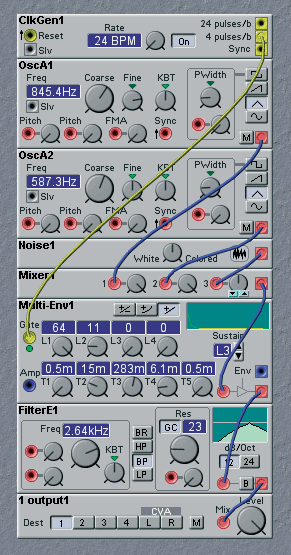 ClkGen1
Reset
Slv
Rate
24 BPM
On
24 pulses/b
4 pulses/b
Sync
OscA1
Freq
845.4Hz
Slv
Coarse
Fine
KBT
PWidth
Pitch
Pitch
FMA
Sync
M
OscA2
Freq
587.3Hz
Slv
Coarse
Fine
KBT
PWidth
Pitch
Pitch
FMA
Sync
M
Noise1
White
Colored
Mixer1
1
2
3
Multi-Env1
Gate
64
11
0
0
L1
L2
L3
L4
Sustain
L3
Amp
0.5m
15m
283m
6.1m
0.5m
T1
T2
T3
T4
T5
Env
FilterE1
Freq
2.64kHz
KBT
BR
HP
BP
LP
Res
GC
23
dB/Oct
12
24
B
1 output1
CVA
Dest
1
2
3
4
L
R
M
Mix
Level